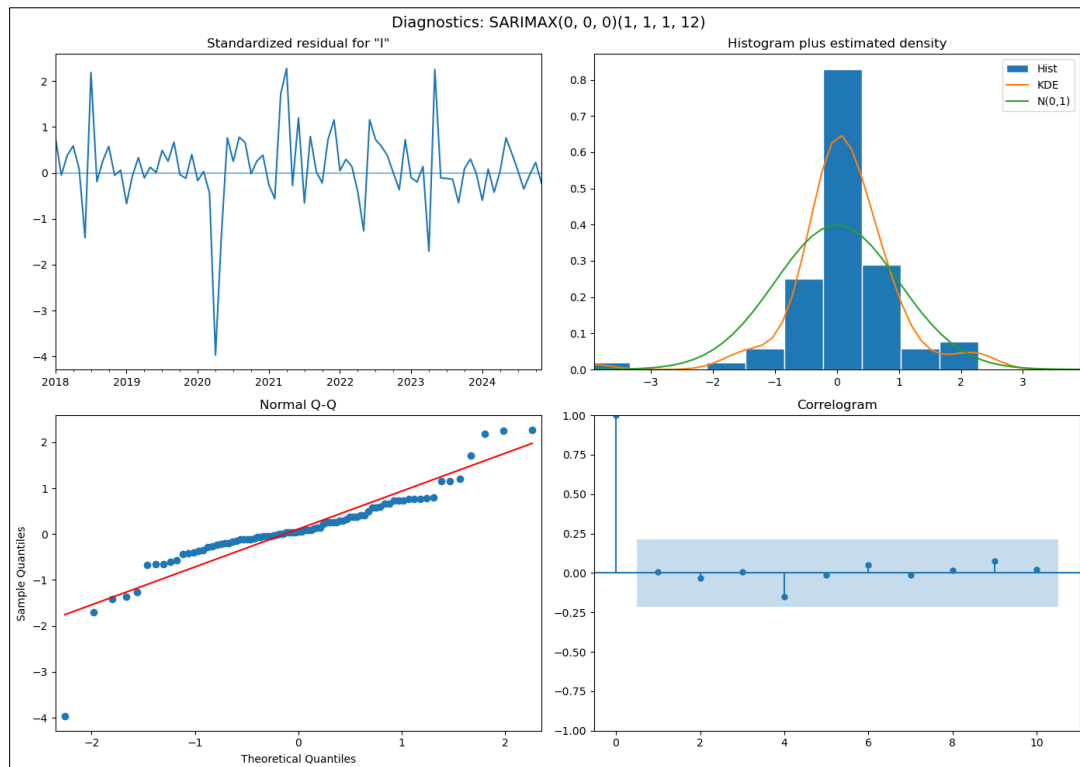 Diagnostics: SARIMAX(0, 0, 0)(1, 1, 1, 12)
Standardized residual for "I"
2
1
0
−1
−2
−3
−4
2018 2019 2020 2021 2022 2023 2024
Histogram plus estimated density
Hist
KDE
N(0,1)
0.8
0.7
0.6
0.5
0.4
0.3
0.2
0.1
0.0
−3 −2 −1 0 1 2 3
Normal Q-Q
Sample Quantiles
2
1
0
−1
−2
−3
−4
−2 −1 0 1 2
Theoretical Quantiles
Correlogram
1.00
0.75
0.50
0.25
0.00
−0.25
−0.50
−0.75
−1.00
0 2 4 6 8 10